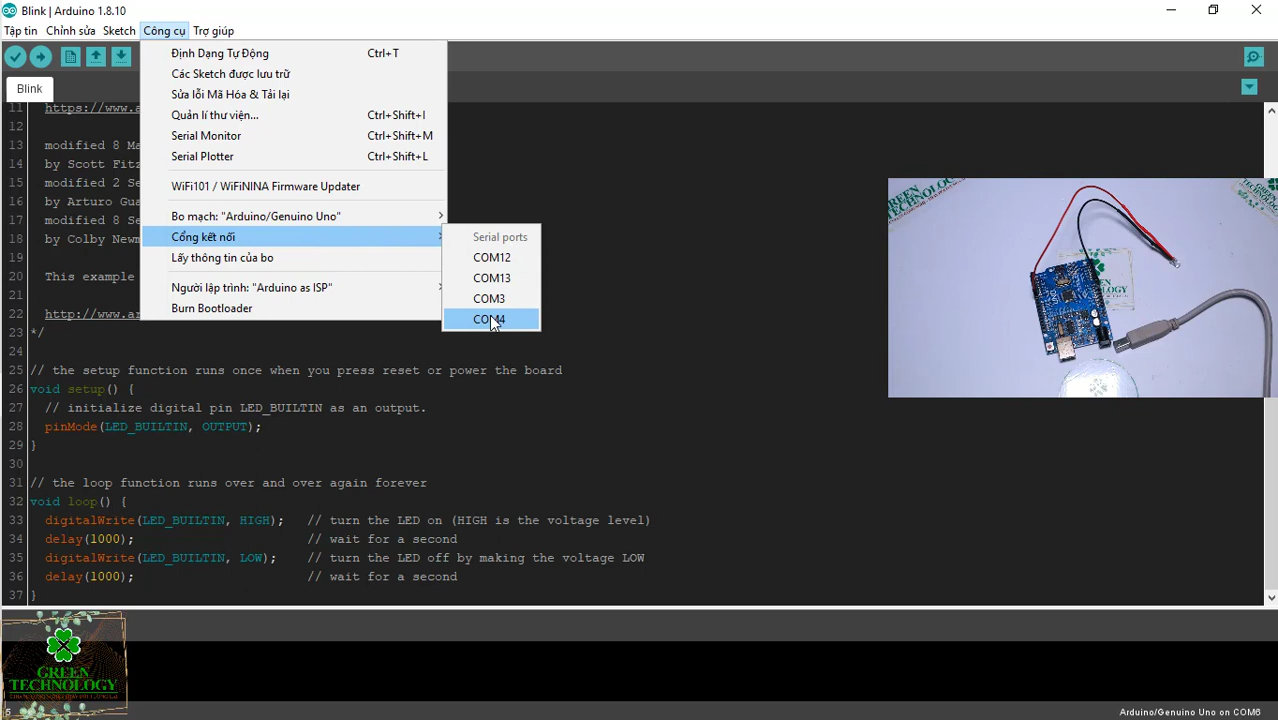 Blink | Arduino 1.8.10
Tập tin Chỉnh sửa Sketch Công cụ Trợ giúp
Định Dạng Tự Động Ctrl+T
Các Sketch được lưu trữ
Sửa lỗi Mã Hóa & Tải lại
Quản lí thư viện... Ctrl+Shift+I
Serial Monitor Ctrl+Shift+M
Serial Plotter Ctrl+Shift+L
WiFi101 / WiFiNINA Firmware Updater
Bo mạch: "Arduino/Genuino Uno"
Cổng kết nối
Lấy thông tin của bo
Người lập trình: "Arduino as ISP"
Burn Bootloader
Serial ports
COM12
COM13
COM3
COM4
Blink
11 https://www.a
12
13 modified 8 Ma
14 by Scott Fitz
15 modified 2 Se
16 by Arturo Gua
17 modified 8 Se
18 by Colby Newm
19
20 This example
21
22 http://www.ar
23 */
24
25 // the setup function runs once when you press reset or power the board
26 void setup() {
27 // initialize digital pin LED_BUILTIN as an output.
28 pinMode(LED_BUILTIN, OUTPUT);
29 }
30
31 // the loop function runs over and over again forever
32 void loop() {
33 digitalWrite(LED_BUILTIN, HIGH); // turn the LED on (HIGH is the voltage level)
34 delay(1000); // wait for a second
35 digitalWrite(LED_BUILTIN, LOW); // turn the LED off by making the voltage LOW
36 delay(1000); // wait for a second
37 }
GREEN
TECHNOLOGY
GREEN
TECHNOLOGY
Arduino/Genuino Uno on COM6